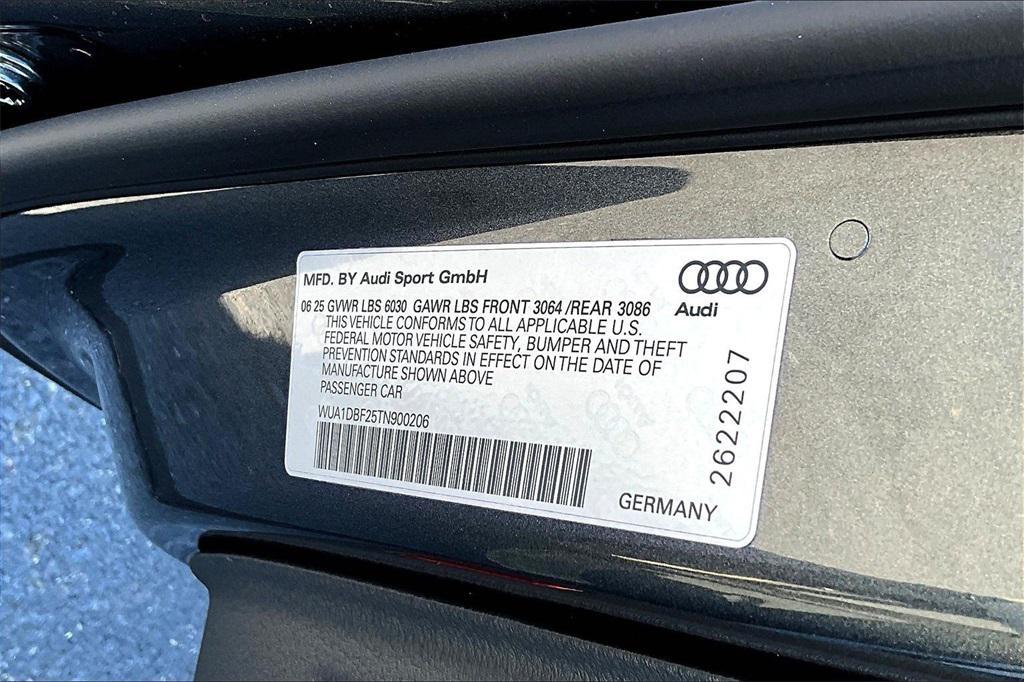 MFD. BY Audi Sport GmbH
Audi
06 25 GVWR LBS 6030 GAWR LBS FRONT 3064 /REAR 3086
THIS VEHICLE CONFORMS TO ALL APPLICABLE U.S.
FEDERAL MOTOR VEHICLE SAFETY, BUMPER AND THEFT
PREVENTION STANDARDS IN EFFECT ON THE DATE OF
MANUFACTURE SHOWN ABOVE
PASSENGER CAR
WUA1DBF25TN900206
2622207
GERMANY